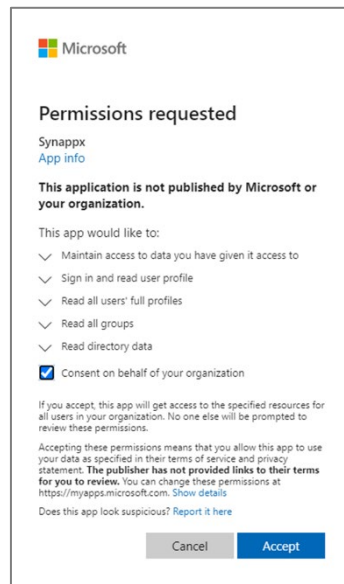 Microsoft
Permissions requested
Synappx
App info
This application is not published by Microsoft or
your organization.
This app would like to:
Maintain access to data you have given it access to
Sign in and read user profile
Read all users' full profiles
Read all groups
Read directory data
Consent on behalf of your organization
If you accept, this app will get access to the specified resources for
all users in your organization. No one else will be prompted to
review these permissions.
Accepting these permissions means that you allow this app to use
your data as specified in their terms of service and privacy
statement. The publisher has not provided links to their terms
for you to review. You can change these permissions at
https://myapps.microsoft.com. Show details
Does this app look suspicious? Report it here
Cancel Accept